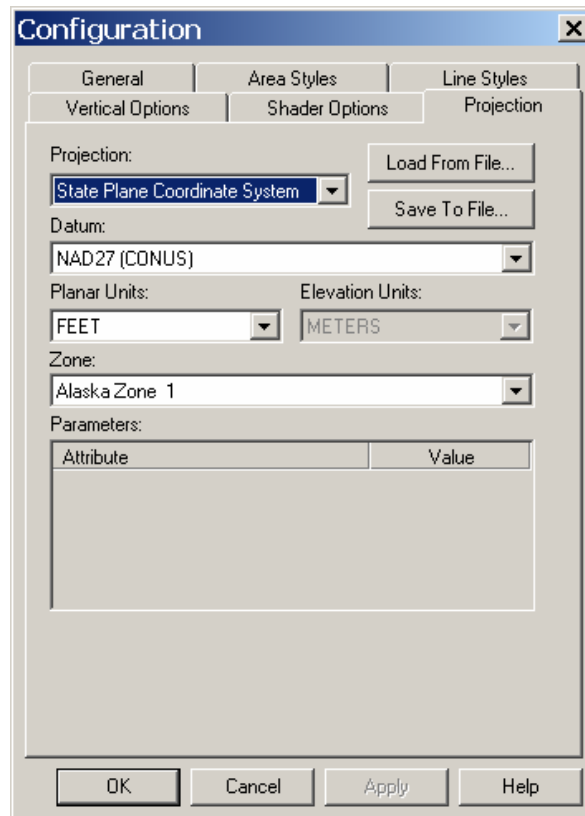 Configuration
General Area Styles Line Styles
Vertical Options Shader Options Projection
Projection:
Load From File...
State Plane Coordinate System
Save To File...
Datum:
NAD27 (CONUS)
Planar Units: Elevation Units:
FEET METERS
Zone:
Alaska Zone 1
Parameters:
Attribute Value
OK Cancel Apply Help